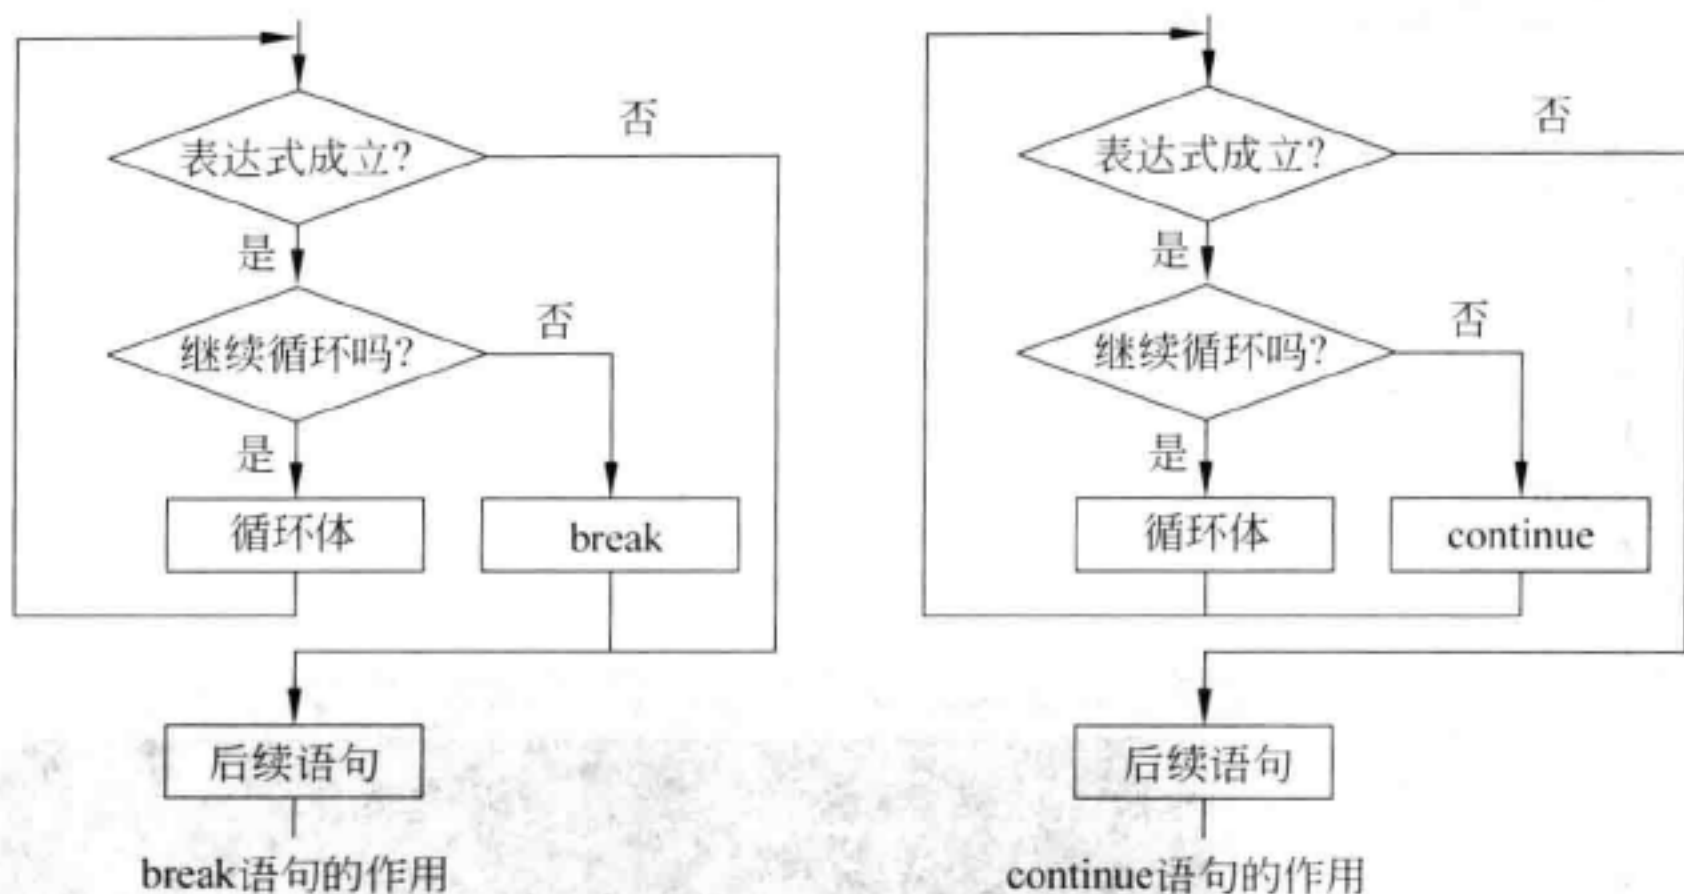 否
表达式成立?
是
否
继续循环吗?
是
循环体
break
后续语句
break语句的作用
否
表达式成立?
是
否
继续循环吗?
是
循环体
continue
后续语句
continue语句的作用